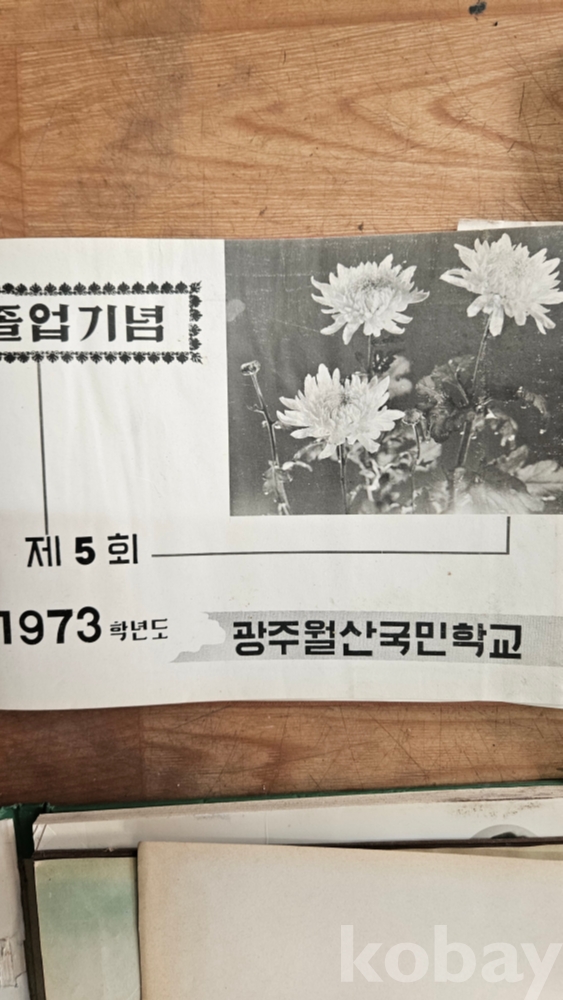 졸업기념
제 5 회
1973 학년도
광주월산국민학교
kobay